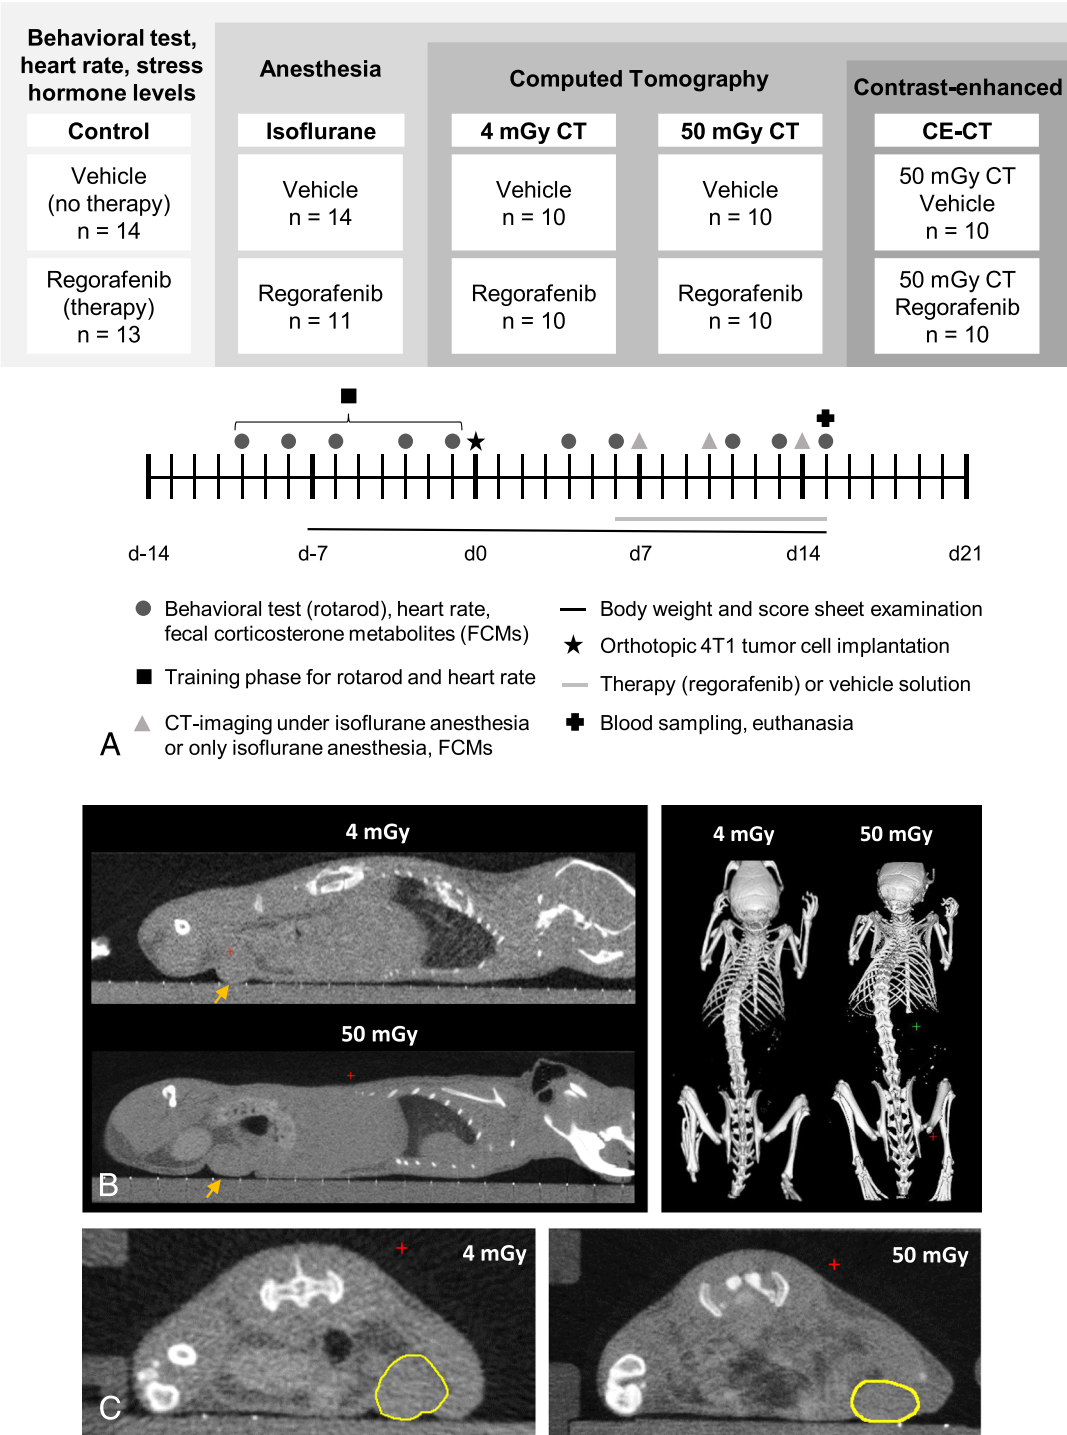 Behavioral test,
heart rate, stress
hormone levels
Anesthesia
Computed Tomography
Contrast-enhanced
Control
Isoflurane
4 mGy CT
50 mGy CT
CE-CT
Vehicle
(no therapy)
n = 14
Vehicle
n = 14
Vehicle
n = 10
Vehicle
n = 10
50 mGy CT
Vehicle
n = 10
Regorafenib
(therapy)
n = 13
Regorafenib
n = 11
Regorafenib
n = 10
Regorafenib
n = 10
50 mGy CT
Regorafenib
n = 10
d-14
d-7
d0
d7
d14
d21
Behavioral test (rotarod), heart rate,
fecal corticosterone metabolites (FCMs)
Training phase for rotarod and heart rate
CT-imaging under isoflurane anesthesia
or only isoflurane anesthesia, FCMs
Body weight and score sheet examination
Orthotopic 4T1 tumor cell implantation
Therapy (regorafenib) or vehicle solution
Blood sampling, euthanasia
A
4 mGy
50 mGy
B
4 mGy
50 mGy
4 mGy
C
50 mGy